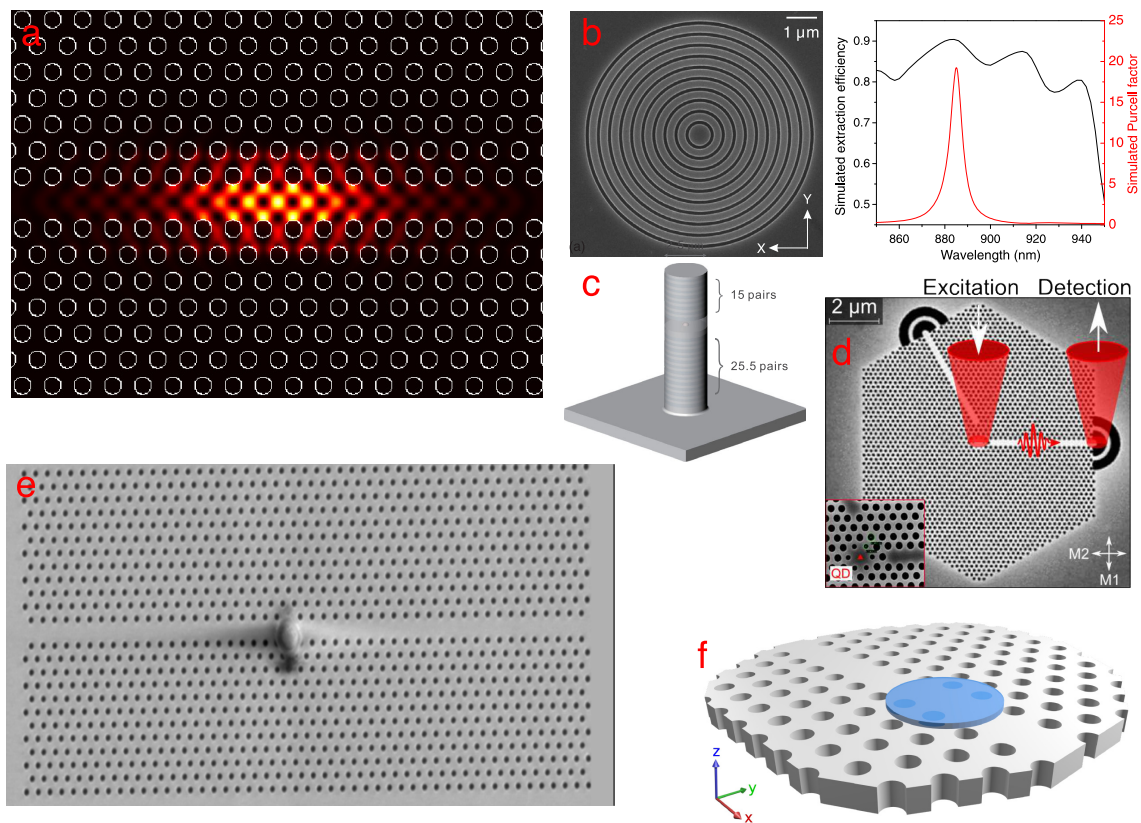 a
b
1 µm
Y
X
(a)
Simulated extraction efficiency
0.9
0.8
0.7
0.6
0.5
860 880 900 920 940
Wavelength (nm)
25
20
15
10
5
0
Simulated Purcell factor
c
15 pairs
25.5 pairs
Excitation Detection
2 µm
d
QD
M2
M1
e
f
z
y
x